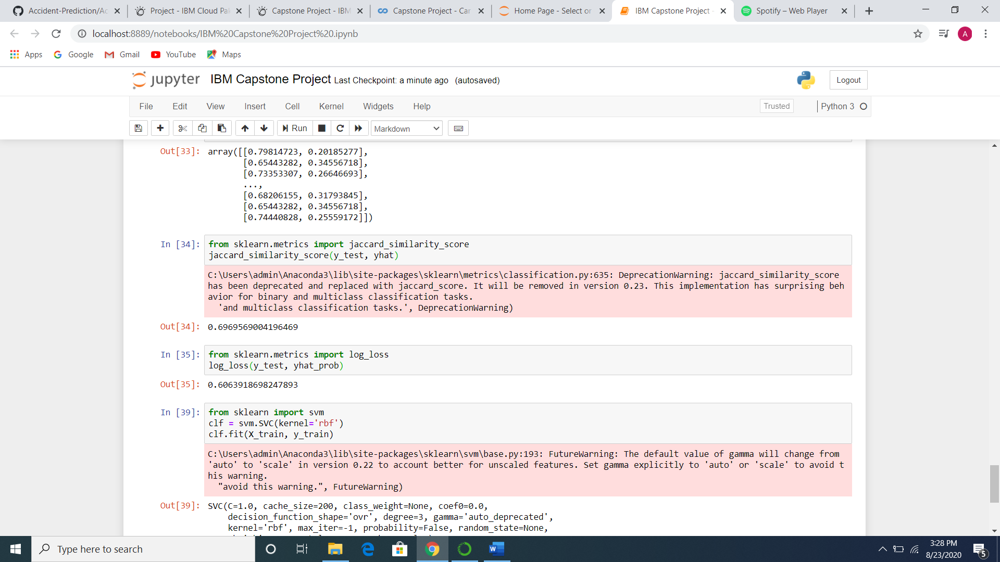 Accident-Prediction/Ac
Project - IBM Cloud Pak
Capstone Project - IBM
Capstone Project - Car
Home Page - Select or
IBM Capstone Project -
Spotify – Web Player
localhost:8889/notebooks/IBM%20Capstone%20Project%20.ipynb
A
Apps Google Gmail YouTube Maps
jupyter IBM Capstone Project Last Checkpoint: a minute ago (autosaved)
Logout
File Edit View Insert Cell Kernel Widgets Help
Trusted Python 3
Run Markdown
Out[33]: array([[0.79814723, 0.20185277],
[0.65443282, 0.34556718],
[0.73353307, 0.26646693],
...,
[0.68206155, 0.31793845],
[0.65443282, 0.34556718],
[0.74440828, 0.25559172]])
In [34]: from sklearn.metrics import jaccard_similarity_score
jaccard_similarity_score(y_test, yhat)
C:\Users\admin\Anaconda3\lib\site-packages\sklearn\metrics\classification.py:635: DeprecationWarning: jaccard_similarity_score
has been deprecated and replaced with jaccard_score. It will be removed in version 0.23. This implementation has surprising beh
avior for binary and multiclass classification tasks.
'and multiclass classification tasks.', DeprecationWarning)
Out[34]: 0.6969569004196469
In [35]: from sklearn.metrics import log_loss
log_loss(y_test, yhat_prob)
Out[35]: 0.6063918698247893
In [39]: from sklearn import svm
clf = svm.SVC(kernel='rbf')
clf.fit(X_train, y_train)
C:\Users\admin\Anaconda3\lib\site-packages\sklearn\svm\base.py:193: FutureWarning: The default value of gamma will change from
'auto' to 'scale' in version 0.22 to account better for unscaled features. Set gamma explicitly to 'auto' or 'scale' to avoid t
his warning.
"avoid this warning.", FutureWarning)
Out[39]: SVC(C=1.0, cache_size=200, class_weight=None, coef0=0.0,
decision_function_shape='ovr', degree=3, gamma='auto_deprecated',
kernel='rbf', max_iter=-1, probability=False, random_state=None,
Type here to search
W
3:28 PM
8/23/2020
5